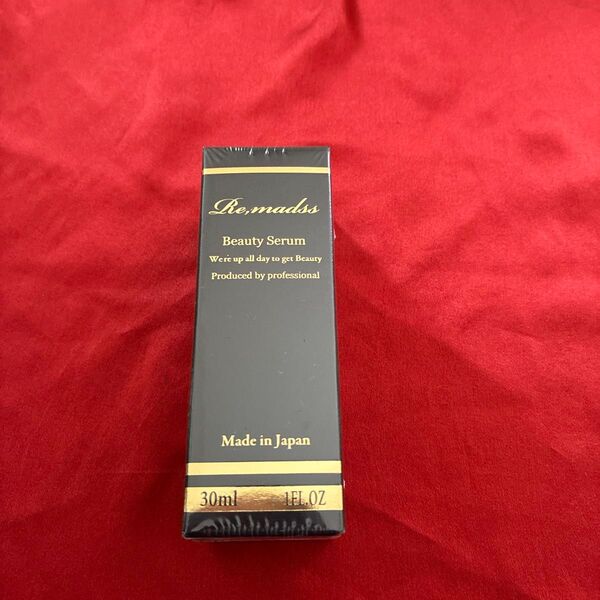 Re,madss
Beauty Serum
We're up all day to get Beauty
Produced by professional
Made in Japan
30ml 1FL.OZ